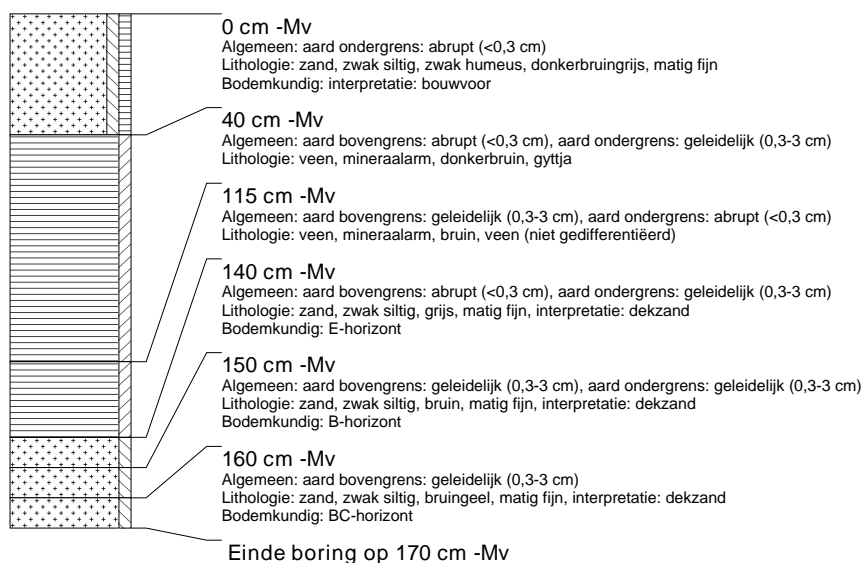 0 cm -Mv
Algemeen: aard ondergrens: abrupt (<0,3 cm)
Lithologie: zand, zwak siltig, zwak humeus, donkerbruingrijs, matig fijn
Bodemkundig: interpretatie: bouwvoor
40 cm -Mv
Algemeen: aard bovengrens: abrupt (<0,3 cm), aard ondergrens: geleidelijk (0,3-3 cm)
Lithologie: veen, mineraalarm, donkerbruin, gyttja
115 cm -Mv
Algemeen: aard bovengrens: geleidelijk (0,3-3 cm), aard ondergrens: abrupt (<0,3 cm)
Lithologie: veen, mineraalarm, bruin, veen (niet gedifferentiëerd)
140 cm -Mv
Algemeen: aard bovengrens: abrupt (<0,3 cm), aard ondergrens: geleidelijk (0,3-3 cm)
Lithologie: zand, zwak siltig, grijs, matig fijn, interpretatie: dekzand
Bodemkundig: E-horizont
150 cm -Mv
Algemeen: aard bovengrens: geleidelijk (0,3-3 cm), aard ondergrens: geleidelijk (0,3-3 cm)
Lithologie: zand, zwak siltig, bruin, matig fijn, interpretatie: dekzand
Bodemkundig: B-horizont
160 cm -Mv
Algemeen: aard bovengrens: geleidelijk (0,3-3 cm)
Lithologie: zand, zwak siltig, bruingeel, matig fijn, interpretatie: dekzand
Bodemkundig: BC-horizont
Einde boring op 170 cm -Mv